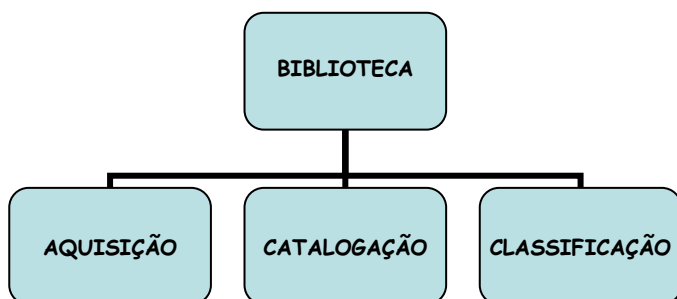 BIBLIOTECA
AQUISIÇÃO
CATALOGAÇÃO
CLASSIFICAÇÃO